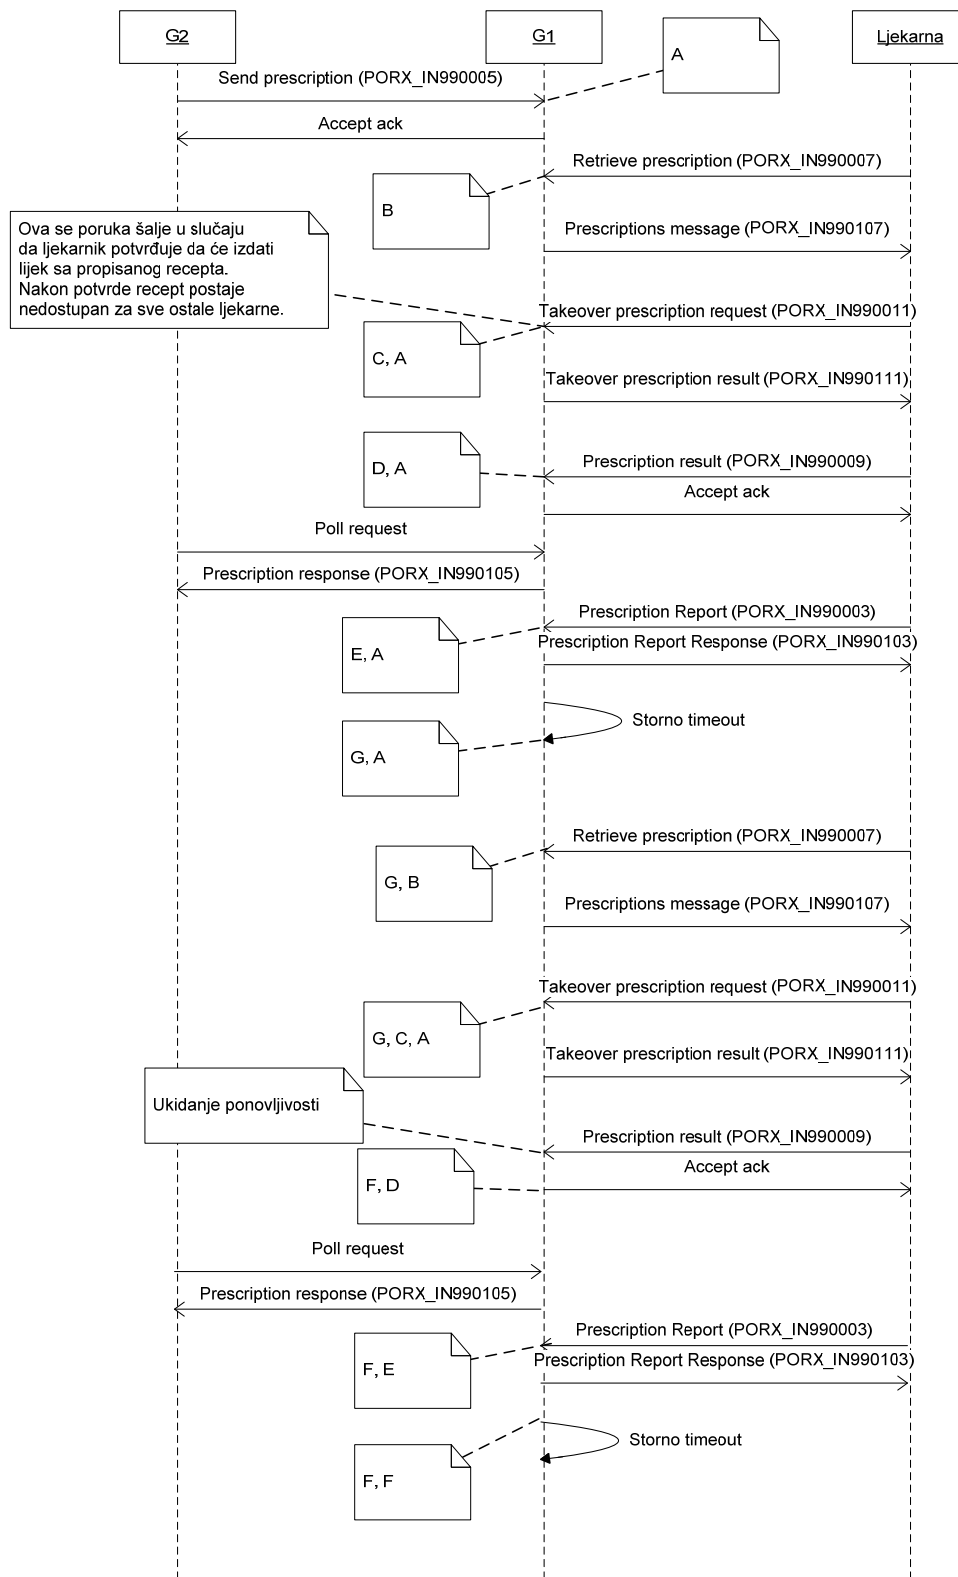 G2
G1
Ljekarna
A
Send prescription (PORX_IN990005)
Accept ack
Retrieve prescription (PORX_IN990007)
B
Ova se poruka šalje u slučaju
da ljekarnik potvrđuje da će izdati
lijek sa propisanog recepta.
Nakon potvrde recept postaje
nedostupan za sve ostale ljekarne.
Prescriptions message (PORX_IN990107)
Takeover prescription request (PORX_IN990011)
C, A
Takeover prescription result (PORX_IN990111)
D, A
Prescription result (PORX_IN990009)
Accept ack
Poll request
Prescription response (PORX_IN990105)
Prescription Report (PORX_IN990003)
E, A
Prescription Report Response (PORX_IN990103)
Storno timeout
G, A
Retrieve prescription (PORX_IN990007)
G, B
Prescriptions message (PORX_IN990107)
Takeover prescription request (PORX_IN990011)
G, C, A
Takeover prescription result (PORX_IN990111)
Ukidanje ponovljivosti
Prescription result (PORX_IN990009)
Accept ack
F, D
Poll request
Prescription response (PORX_IN990105)
Prescription Report (PORX_IN990003)
F, E
Prescription Report Response (PORX_IN990103)
Storno timeout
F, F